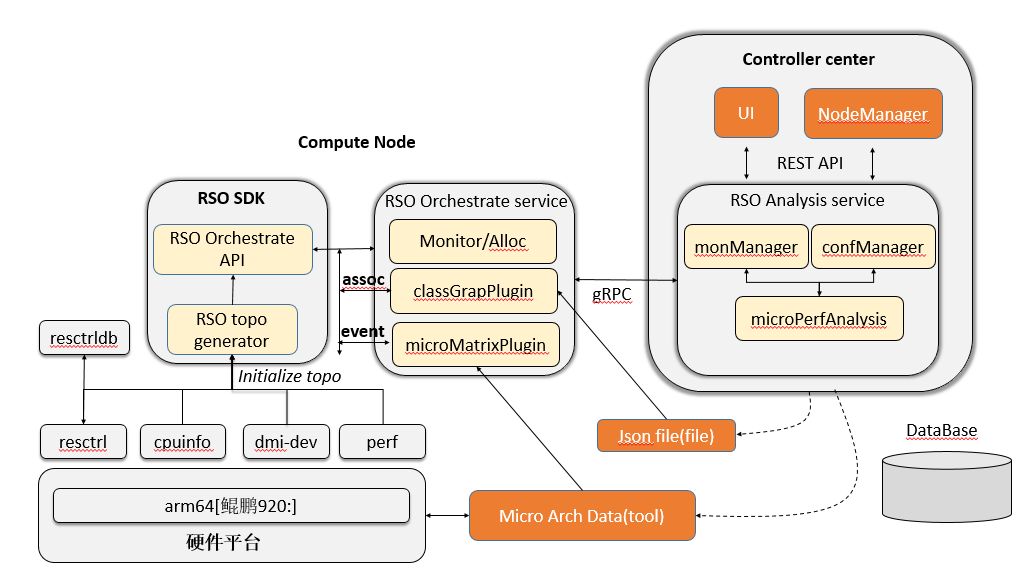 Controller center
UI
NodeManager
REST API
Compute Node
RSO SDK
RSO Orchestrate
API
RSO topo
generator
RSO Orchestrate service
Monitor/Alloc
assoc
classGrapPlugin
event
microMatrixPlugin
gRPC
RSO Analysis service
monManager
confManager
microPerfAnalysis
resctrldb
Initialize topo
resctrl
cpuinfo
dmi-dev
perf
Json file(file)
DataBase
arm64[鲲鹏920:]
硬件平台
Micro Arch Data(tool)